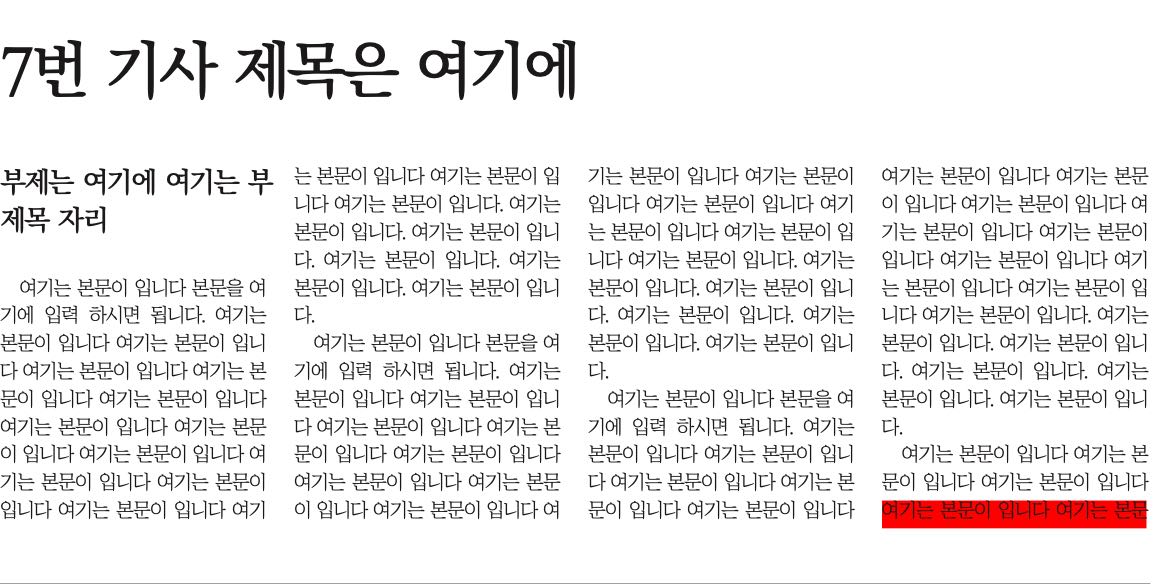 7번 기사 제목은 여기에
부제는 여기에 여기는 부
제목 자리
여기는 본문이 입니다 본문을 여
기에 입력 하시면 됩니다. 여기는
본문이 입니다 여기는 본문이 입니
다 여기는 본문이 입니다 여기는 본
문이 입니다 여기는 본문이 입니다
여기는 본문이 입니다 여기는 본문
이 입니다 여기는 본문이 입니다 여
기는 본문이 입니다 여기는 본문이
입니다 여기는 본문이 입니다 여기
는 본문이 입니다 여기는 본문이 입
니다 여기는 본문이 입니다. 여기는
본문이 입니다. 여기는 본문이 입니
다. 여기는 본문이 입니다. 여기는
본문이 입니다. 여기는 본문이 입니
다.
여기는 본문이 입니다 본문을 여
기에 입력 하시면 됩니다. 여기는
본문이 입니다 여기는 본문이 입니
다 여기는 본문이 입니다 여기는 본
문이 입니다 여기는 본문이 입니다
여기는 본문이 입니다 여기는 본문
이 입니다 여기는 본문이 입니다 여
기는 본문이 입니다 여기는 본문이
입니다 여기는 본문이 입니다 여기
는 본문이 입니다 여기는 본문이 입
니다 여기는 본문이 입니다. 여기는
본문이 입니다. 여기는 본문이 입니
다. 여기는 본문이 입니다. 여기는
본문이 입니다. 여기는 본문이 입니
다.
여기는 본문이 입니다 본문을 여
기에 입력 하시면 됩니다. 여기는
본문이 입니다 여기는 본문이 입니
다 여기는 본문이 입니다 여기는 본
문이 입니다 여기는 본문이 입니다
여기는 본문이 입니다 여기는 본문
이 입니다 여기는 본문이 입니다 여
기는 본문이 입니다 여기는 본문이
입니다 여기는 본문이 입니다 여기
는 본문이 입니다 여기는 본문이 입
니다 여기는 본문이 입니다. 여기는
본문이 입니다. 여기는 본문이 입니
다. 여기는 본문이 입니다. 여기는
본문이 입니다. 여기는 본문이 입니
다.
여기는 본문이 입니다 여기는 본
문이 입니다 여기는 본문이 입니다
여기는 본문이 입니다 여기는 본문